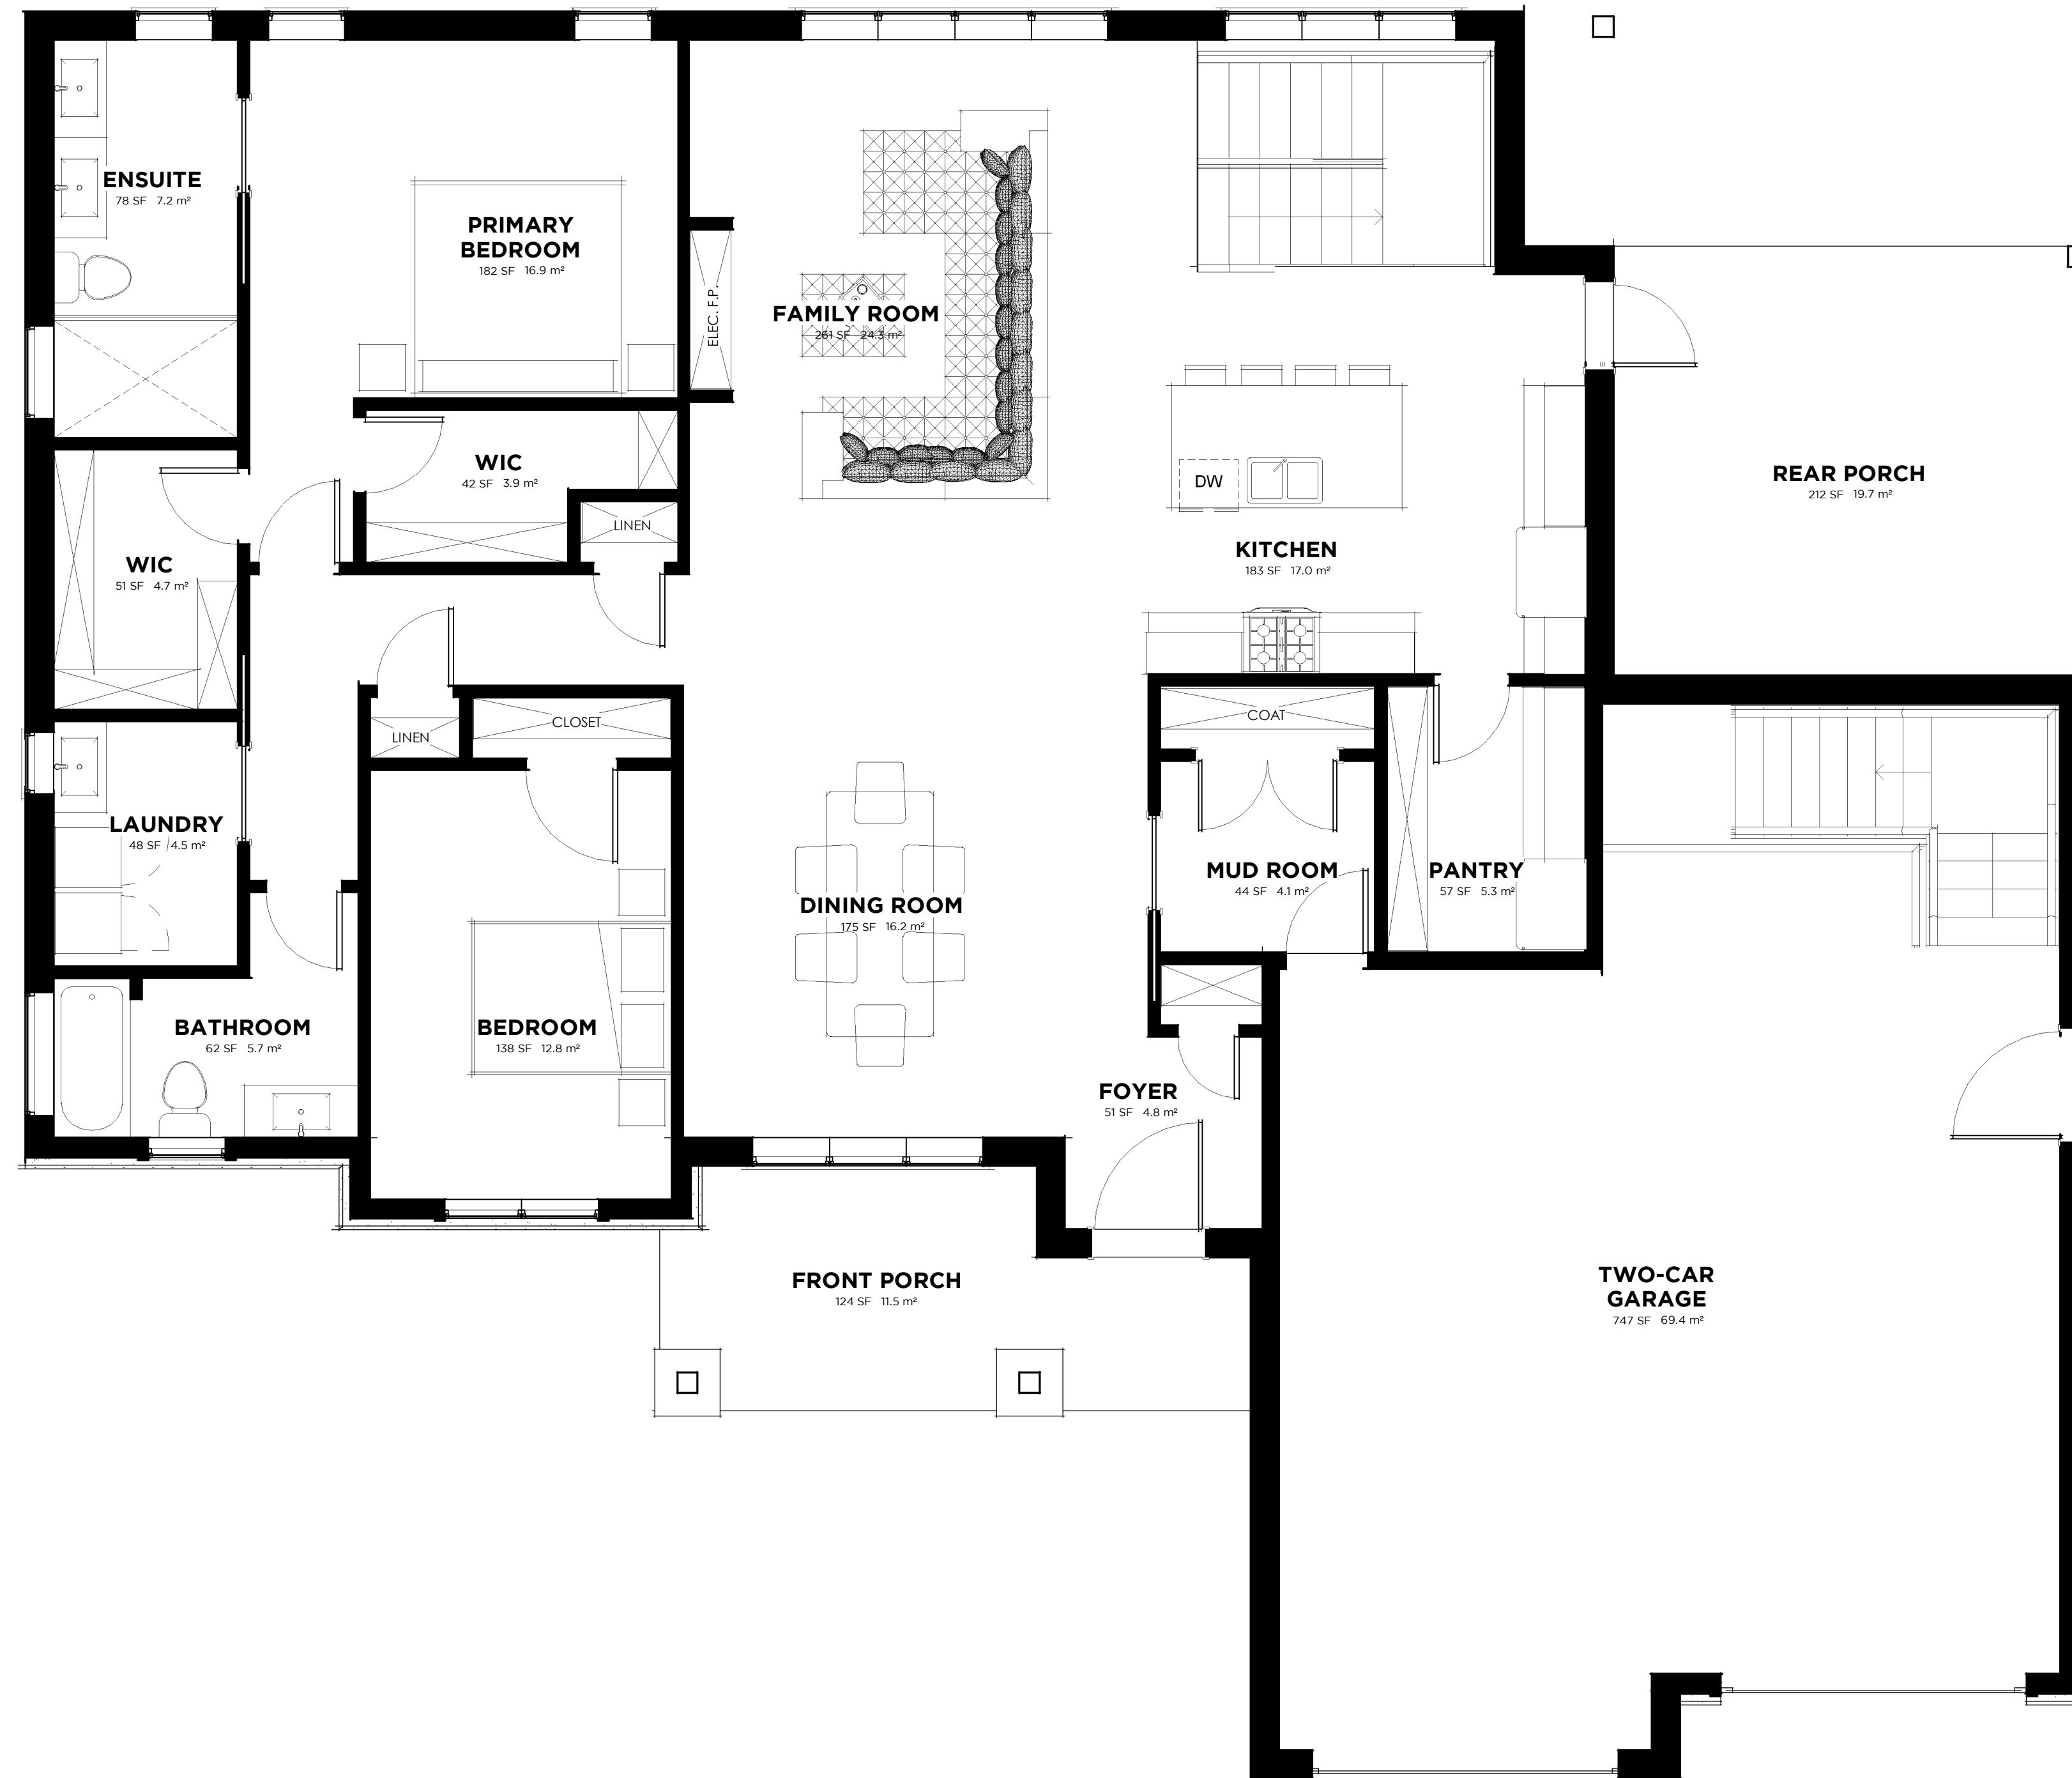 ENSUITE
78 SF 7.2 m²
PRIMARY
BEDROOM
182 SF 16.9 m²
ELEC. F.P.
FAMILY ROOM
261 SF 24.3 m²
WIC
42 SF 3.9 m²
LINEN
WIC
51 SF 4.7 m²
DW
KITCHEN
183 SF 17.0 m²
REAR PORCH
212 SF 19.7 m²
LINEN
CLOSET
COAT
LAUNDRY
48 SF 4.5 m²
MUD ROOM
44 SF 4.1 m²
PANTRY
57 SF 5.3 m²
DINING ROOM
175 SF 16.2 m²
BATHROOM
62 SF 5.7 m²
BEDROOM
138 SF 12.8 m²
FOYER
51 SF 4.8 m²
FRONT PORCH
124 SF 11.5 m²
TWO-CAR
GARAGE
747 SF 69.4 m²